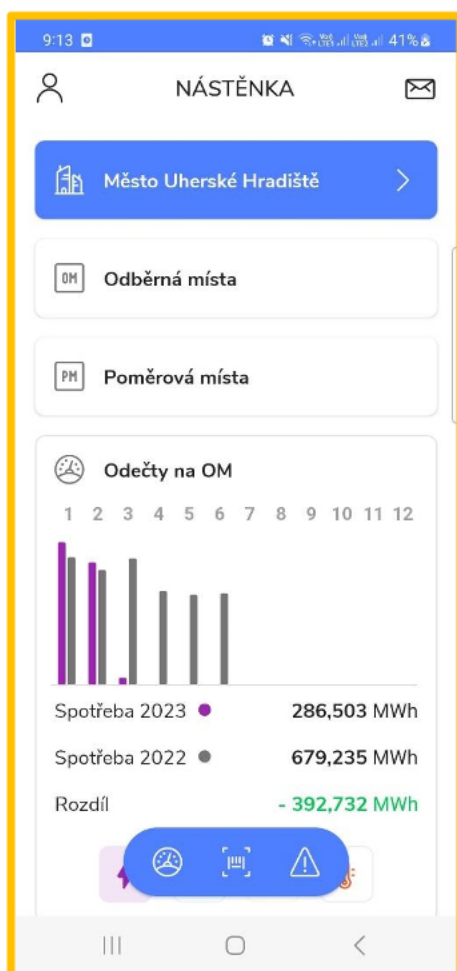 9:13 41%
NÁSTĚNKA
Město Uherské Hradiště
OM Odběrná místa
PM Poměrová místa
Odečty na OM
1 2 3 4 5 6 7 8 9 10 11 12
Spotřeba 2023 286,503 MWh
Spotřeba 2022 679,235 MWh
Rozdíl - 392,732 MWh